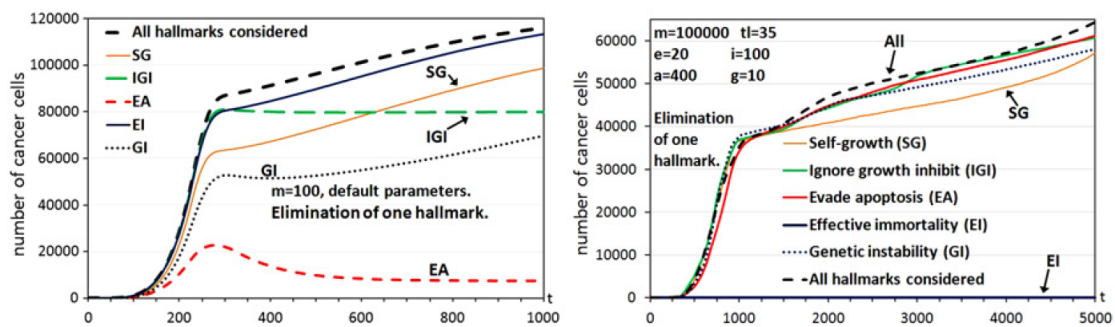 120000
100000
80000
60000
40000
20000
0
number of cancer cells
All hallmarks considered
SG
IGI
EA
EI
GI
SG
IGI
GI
m=100, default parameters.
Elimination of one hallmark.
EA
t
0 200 400 600 800 1000
60000
50000
40000
30000
20000
10000
0
number of cancer cells
m=100000 tl=35
e=20 i=100
a=400 g=10
All
Elimination
of one
hallmark.
SG
Self-growth (SG)
Ignore growth inhibit (IGI)
Evade apoptosis (EA)
Effective immortality (EI)
Genetic instability (GI)
All hallmarks considered
EI
t
0 1000 2000 3000 4000 5000